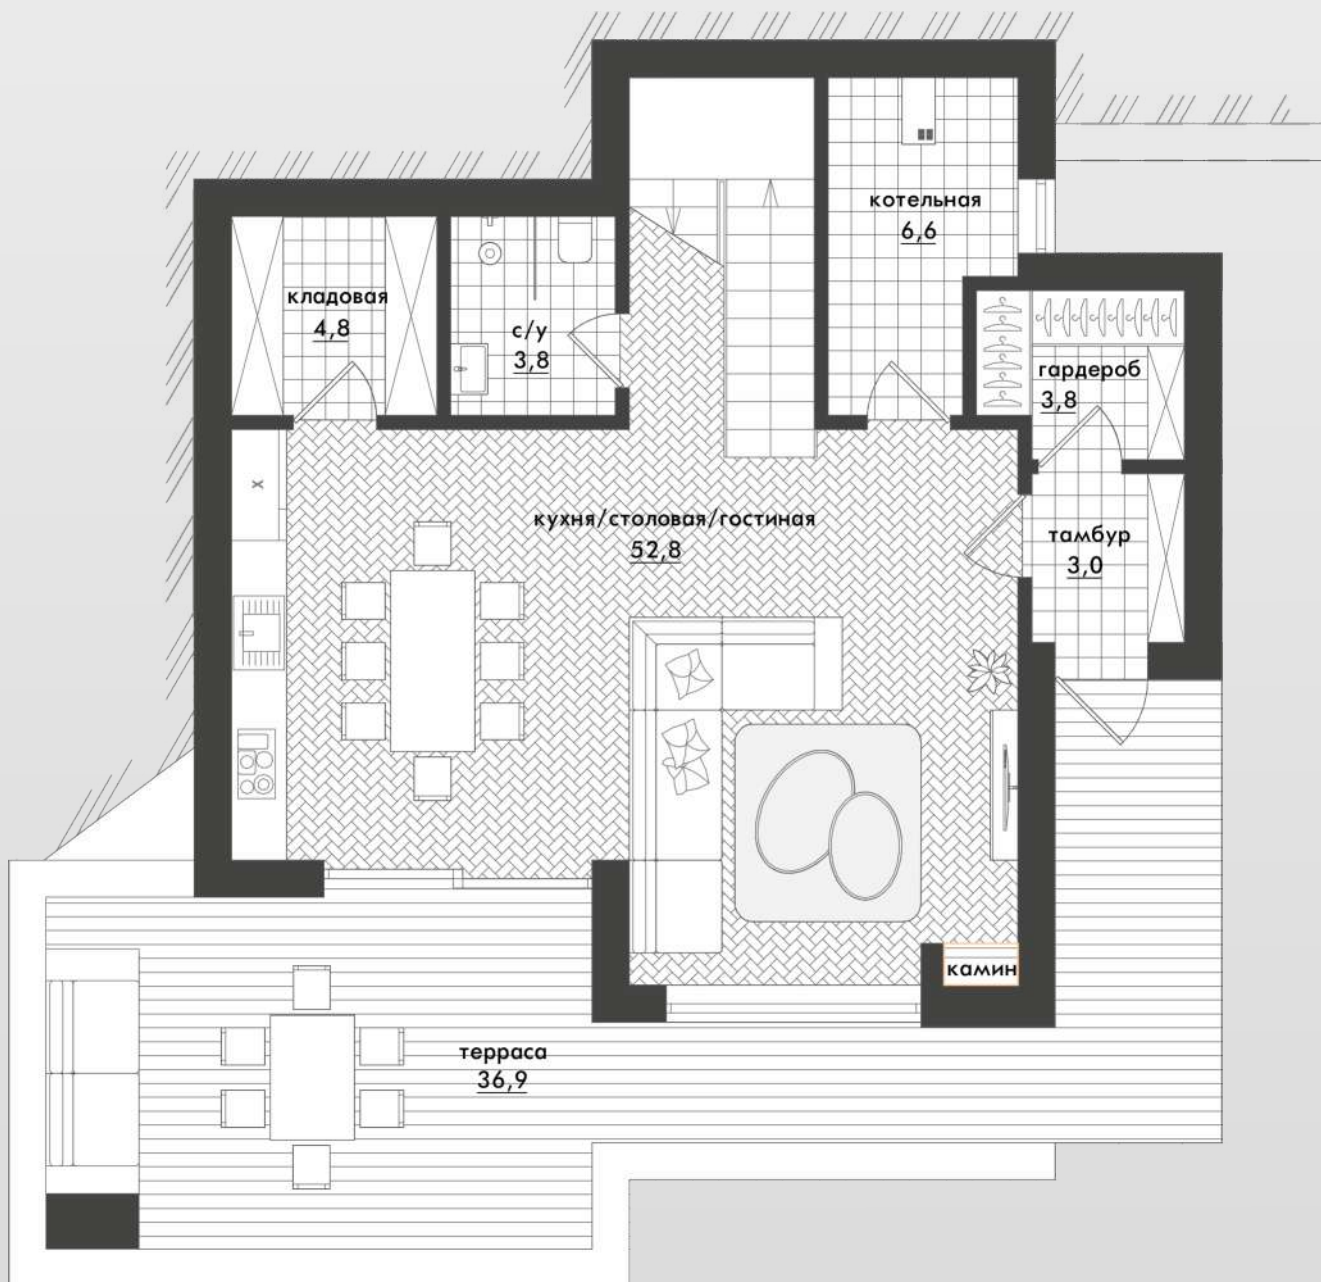 котельная
6,6
кладовая
4,8
с/у
3,8
гардероб
3,8
кухня/столовая/гостиная
52,8
тамбур
3,0
камин
терраса
36,9